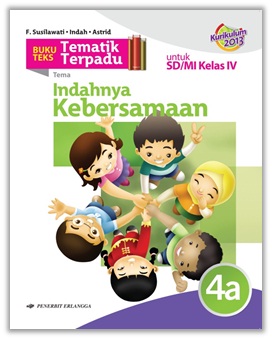 F. Susilawati • Indah • Astrid
BUKU TEKS
Tematik Terpadu
Kurikulum 2013
untuk
SD/MI Kelas IV
Tema
Indahnya
Kebersamaan
4a
PENERBIT ERLANGGA